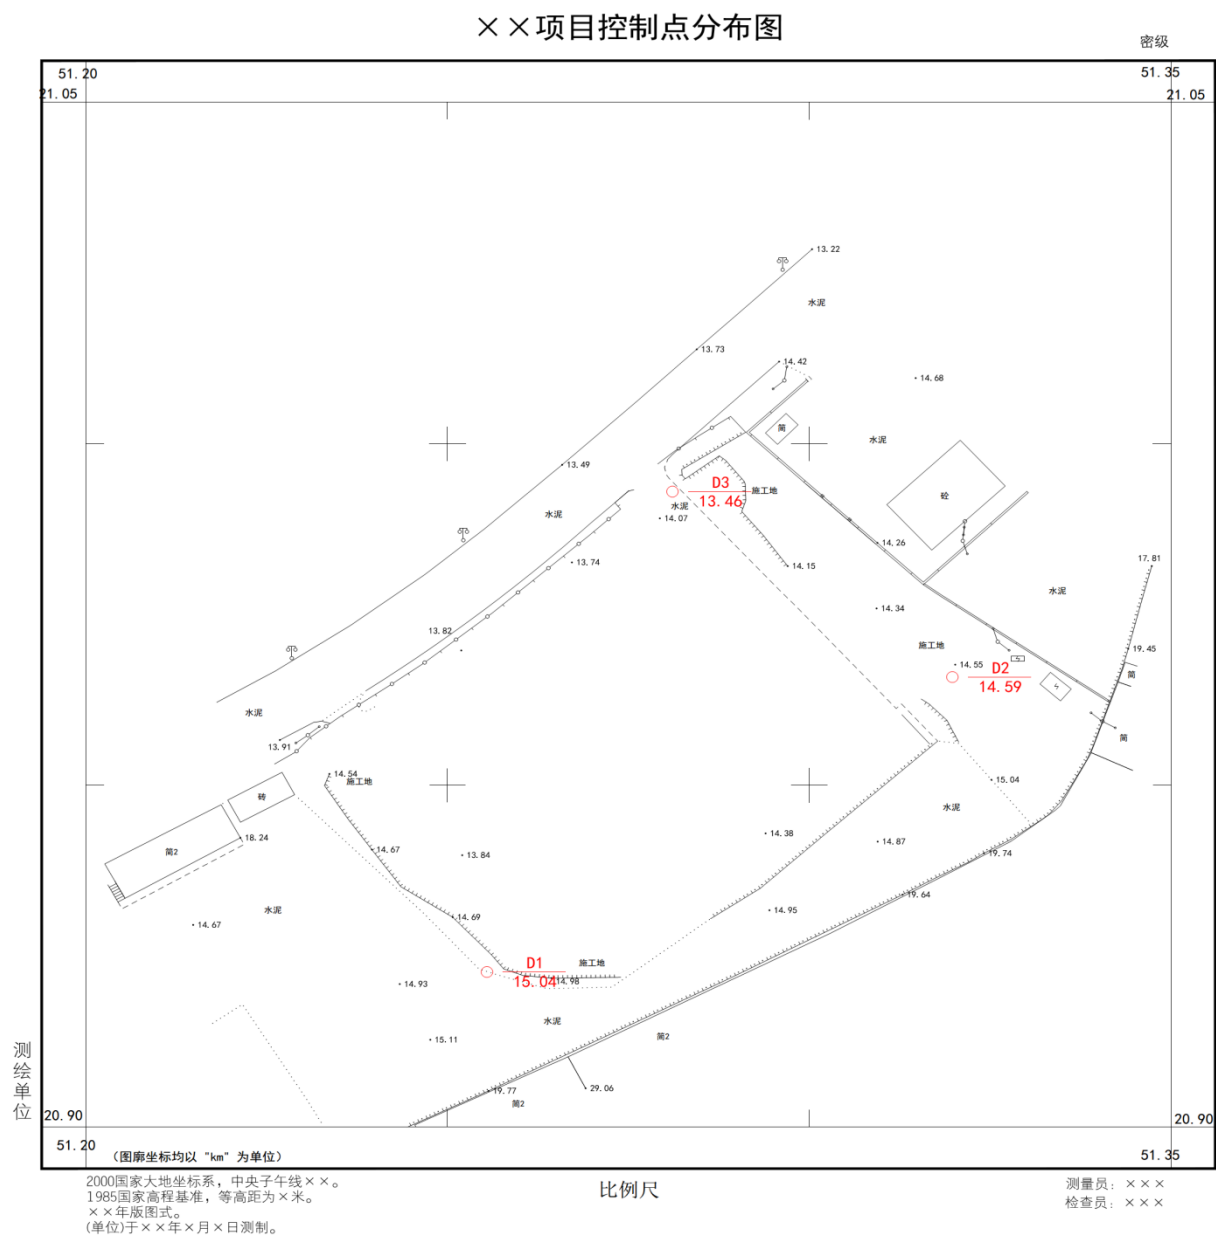 ××项目控制点分布图
密级
51.20
51.35
21.05
21.05
13.22
水泥
13.73
14.42
14.68
简
水泥
13.49
D3
施工地
13.46
砼
水泥
水泥
14.07
14.26
13.74
14.15
17.81
水泥
14.34
13.82
施工地
19.45
14.55
D2
简
14.59
水泥
简
13.91
14.54
施工地
15.04
砖
水泥
14.38
18.24
14.87
简2
14.67
13.84
19.74
19.64
水泥
14.69
14.95
14.67
D1
施工地
15.04
14.98
14.93
水泥
15.11
简2
测绘单位
29.06
19.77
简2
20.90
20.90
51.20
(图廓坐标均以 "km" 为单位)
51.35
2000国家大地坐标系，中央子午线××。
1985国家高程基准，等高距为×米。
××年版图式。
(单位)于××年×月×日测制。
比例尺
测量员：×××
检查员：×××